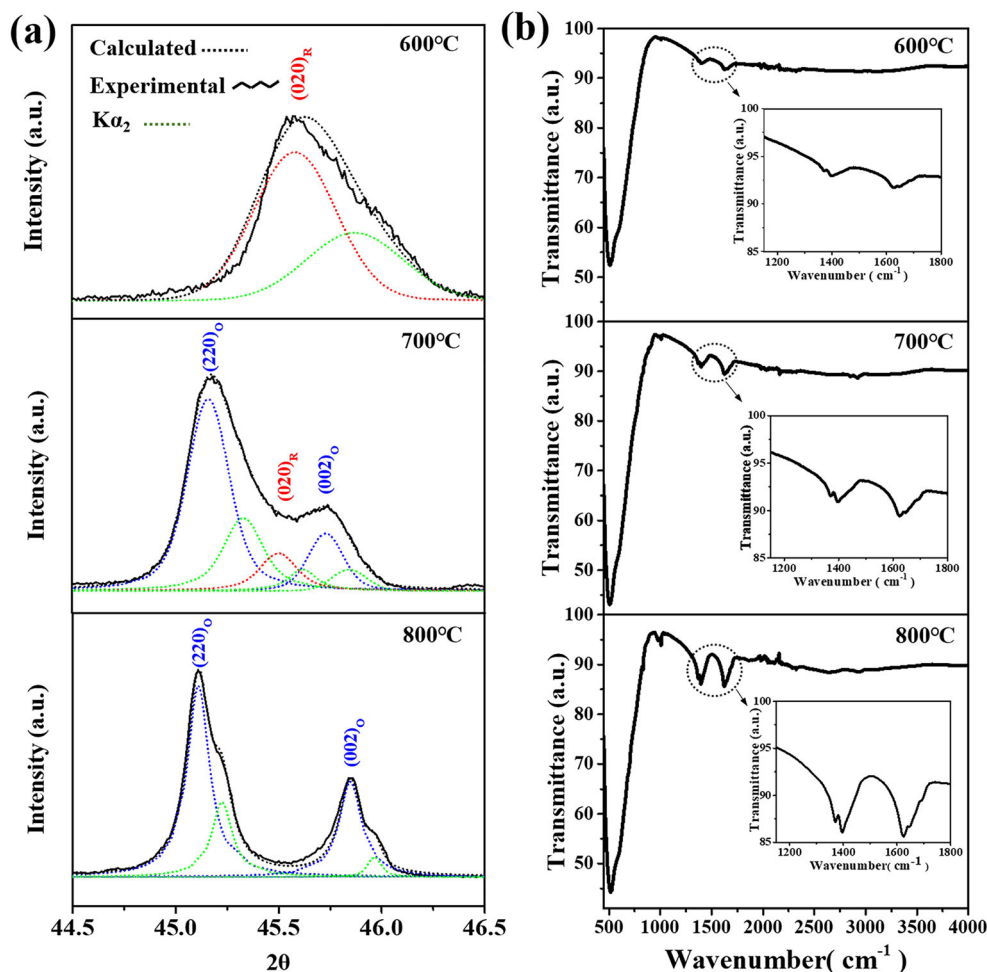 (a)
Calculated
Experimental
Kα₂
600°C
(020)R
Intensity (a.u.)
700°C
(220)O
(020)R
(002)O
Intensity (a.u.)
800°C
(220)O
(002)O
Intensity (a.u.)
44.5 45.0 45.5 46.0 46.5
2θ
(b)
600°C
100
90
80
70
60
50
Transmittance (a.u.)
100
95
90
85
Transmittance (a.u.)
1200 1400 1600 1800
Wavenumber ( cm⁻¹)
700°C
100
90
80
70
60
50
Transmittance (a.u.)
100
95
90
85
Transmittance (a.u.)
1200 1400 1600 1800
Wavenumber ( cm⁻¹)
800°C
100
90
80
70
60
50
Transmittance (a.u.)
100
95
90
85
Transmittance (a.u.)
1200 1400 1600 1800
Wavenumber( cm⁻¹)
500 1000 1500 2000 2500 3000 3500 4000
Wavenumber( cm⁻¹)